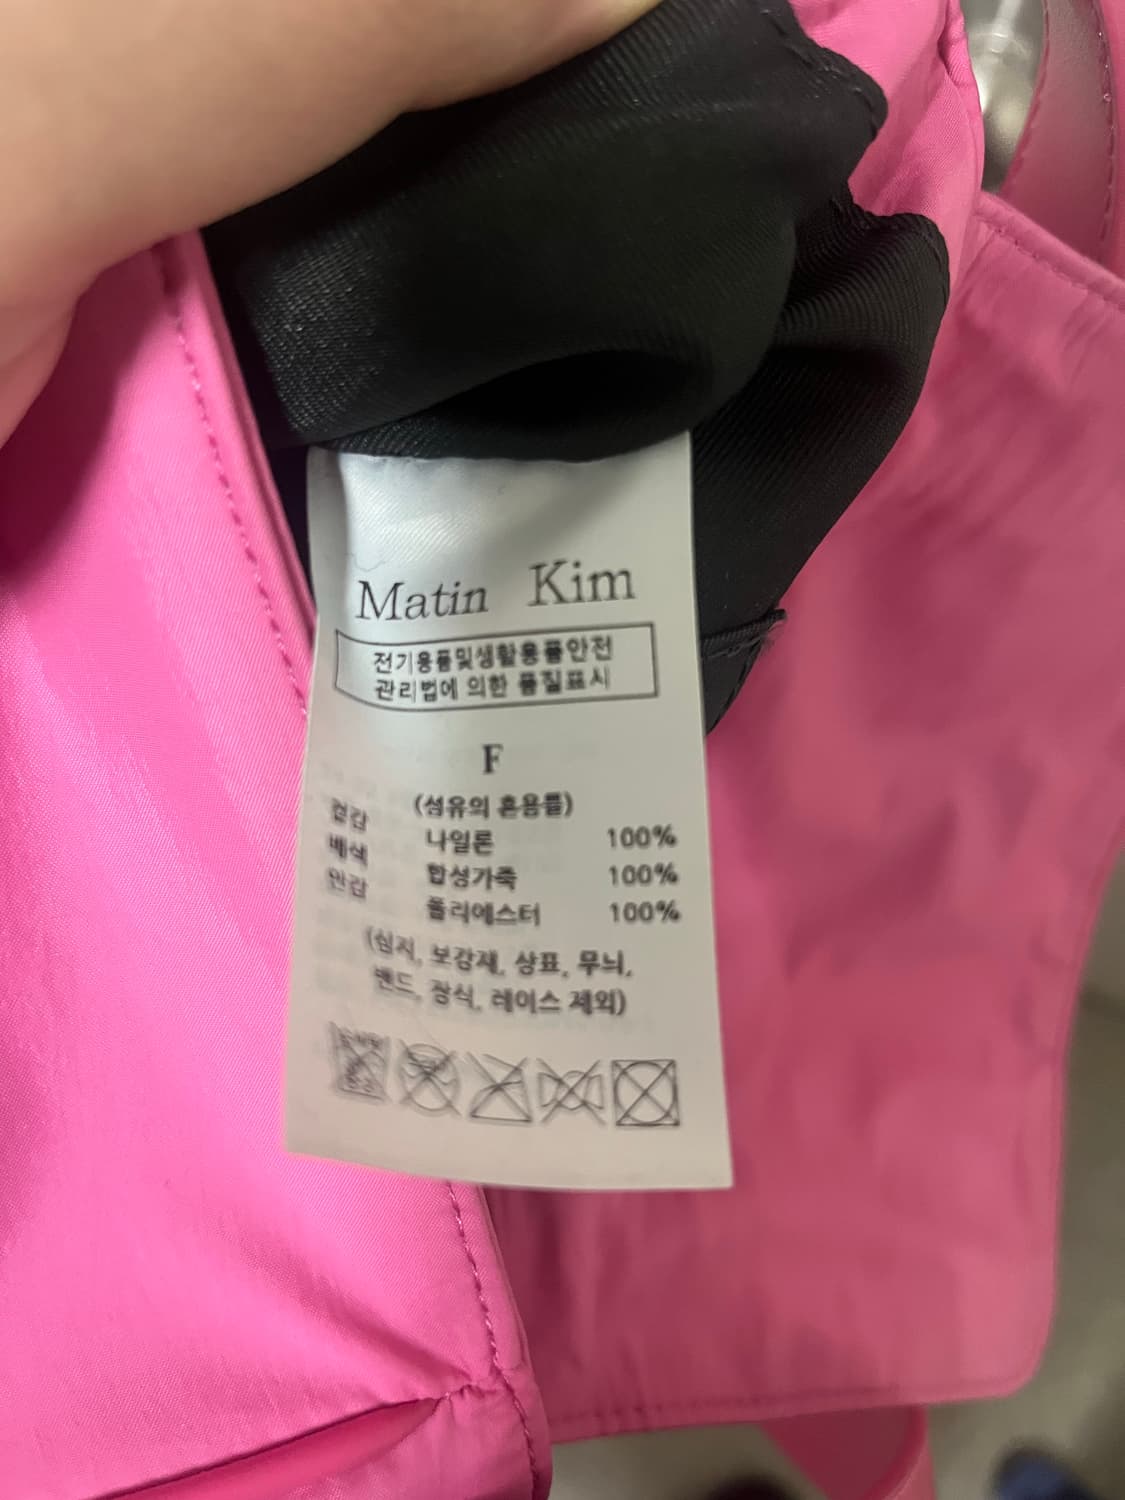 Matin Kim
전기용품및생활용품안전
관리법에 의한 품질표시
F
(섬유의 혼용률)
겉감 나일론 100%
배색 합성가죽 100%
안감 폴리에스터 100%
(심지, 보강재, 상표, 무늬,
밴드, 장식, 레이스 제외)